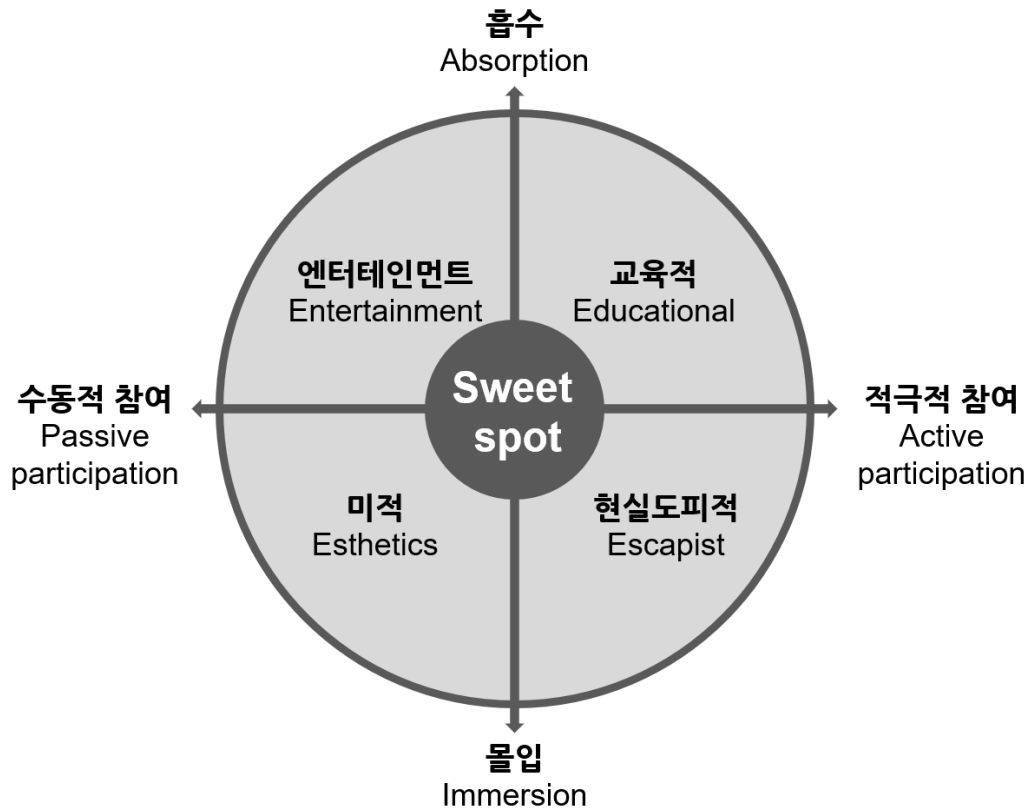 흡수
Absorption
엔터테인먼트
Entertainment
교육적
Educational
수동적 참여
Passive
participation
Sweet
spot
적극적 참여
Active
participation
미적
Esthetics
현실도피적
Escapist
몰입
Immersion